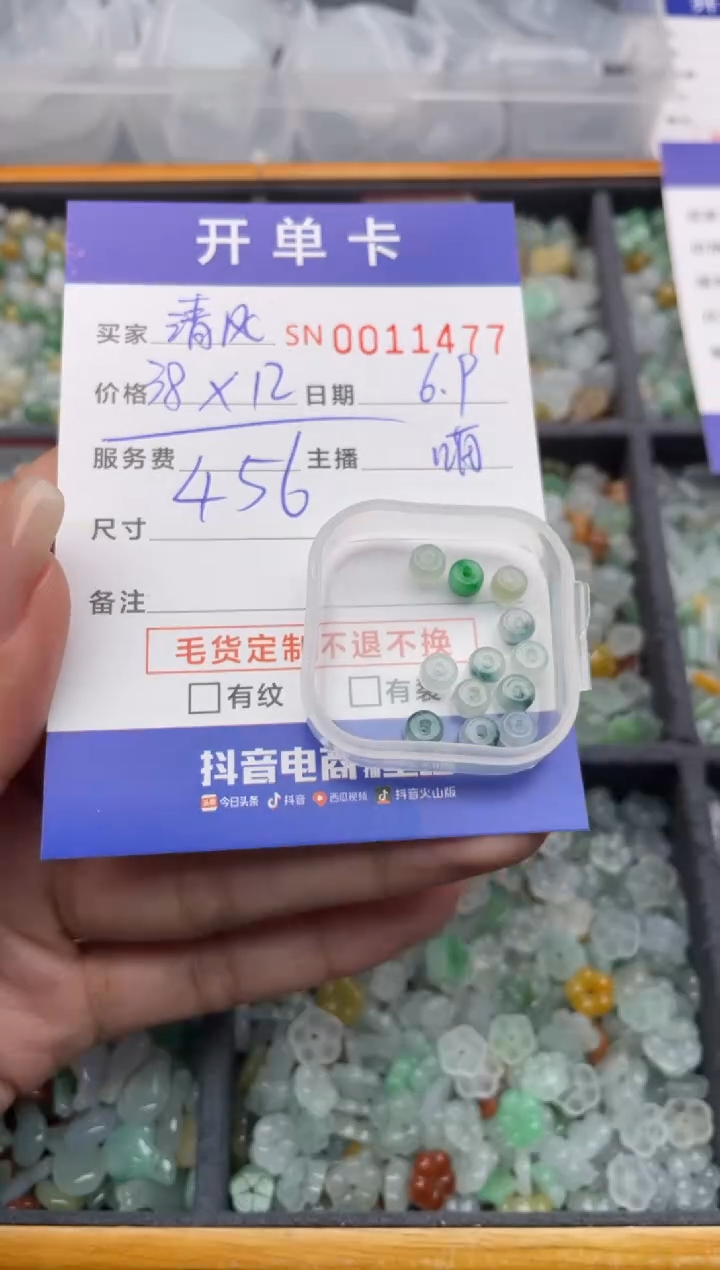 开单卡
买家 清风 SN 0011477
价格 38×12 日期 6.9
服务费 456 主播
尺寸
备注
毛货定制 不退不换
□有纹 □有裂
抖音电商
今日头条 抖音 西瓜视频 抖音火山版